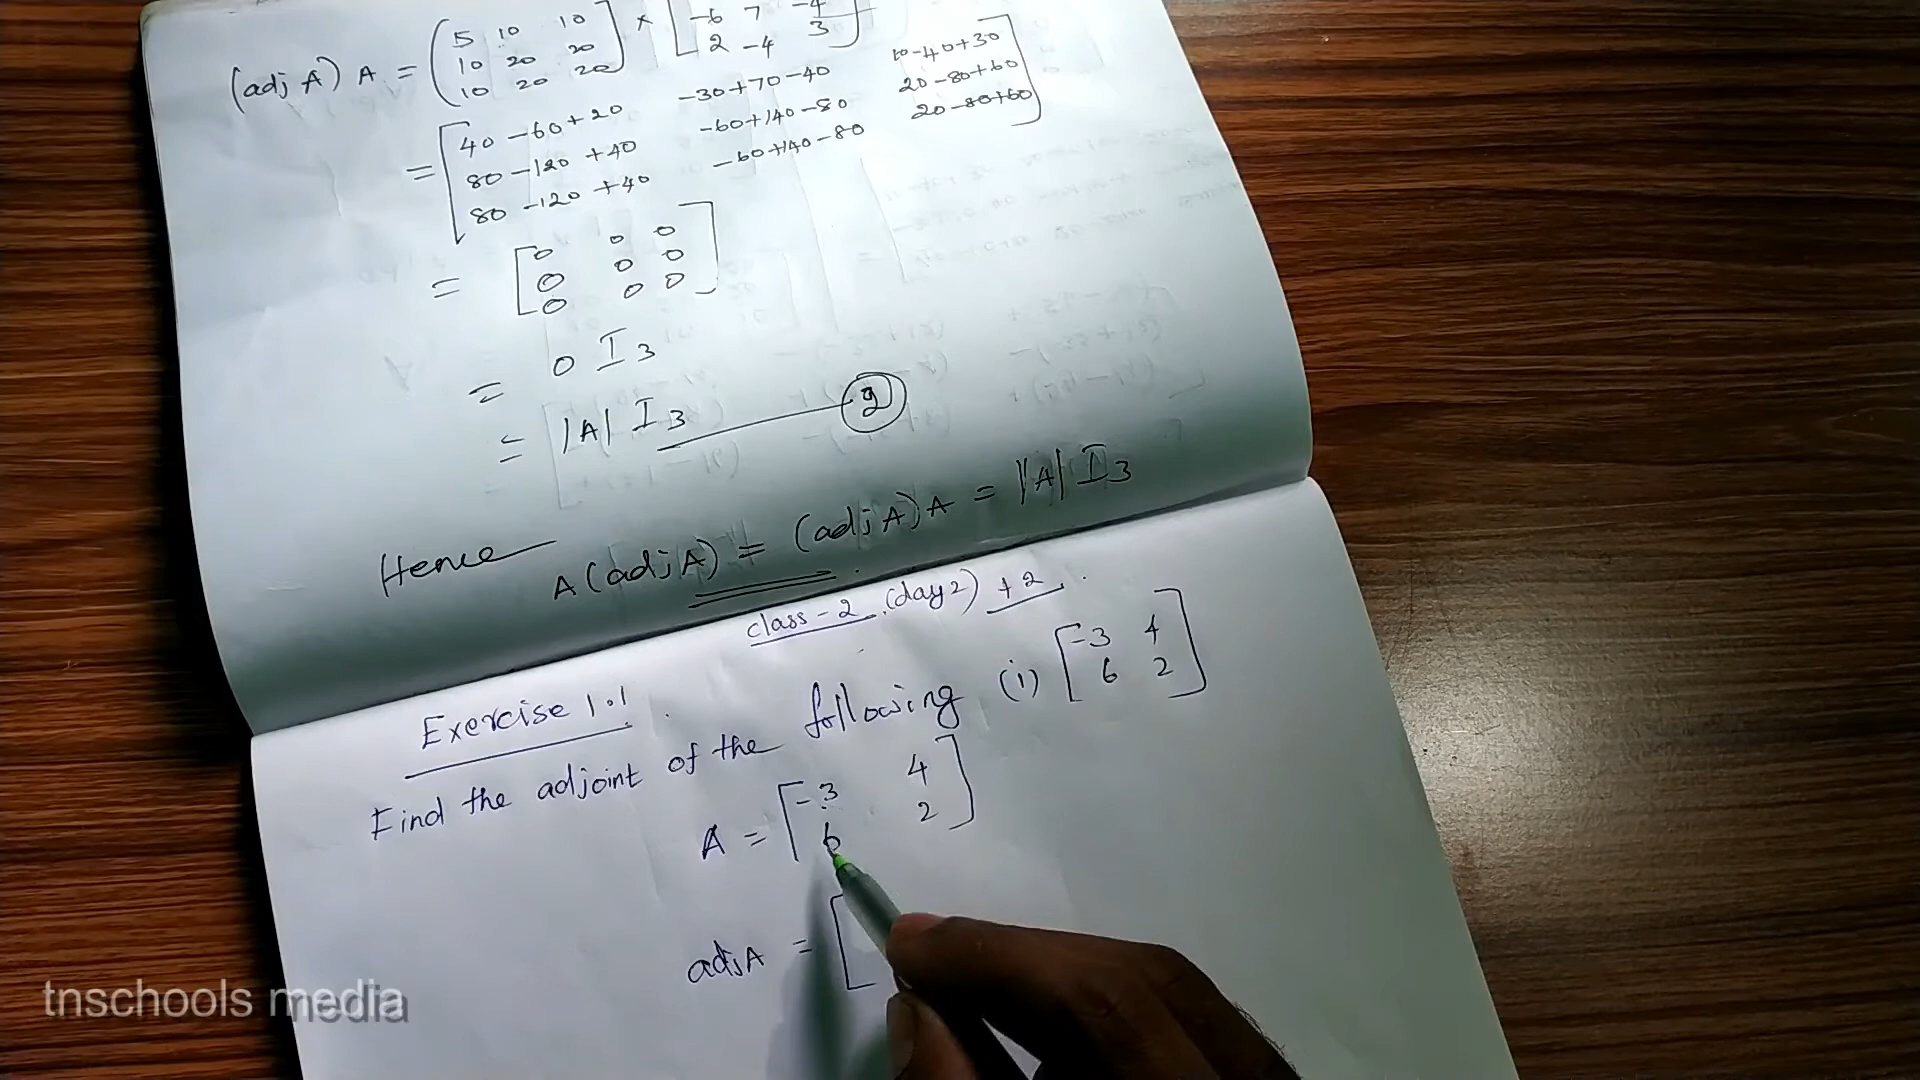 (adj A) A = ( 5 10 10 ] × [ -6 7 -4
10 20 20 2 -4 3 ]
10 20 20
= [ 40 -60+20 -30+70-40 10-40+30 ]
80 -120 +40 -60+140-80 20-80+60
80 -120 +40 -60+140-80 20-80+60
= [ 0 0 0 ]
0 0 0
0 0 0
= 0 I3
= |A| I3 2
Hence A(adj A) = (adj A) A = |A| I3
class-2 (day 2) +2.
Exercise 1.1.
Find the adjoint of the following (i) [ -3 4 ]
6 2
A = [ -3 4 ]
6 2
adjA = [
tnschools media